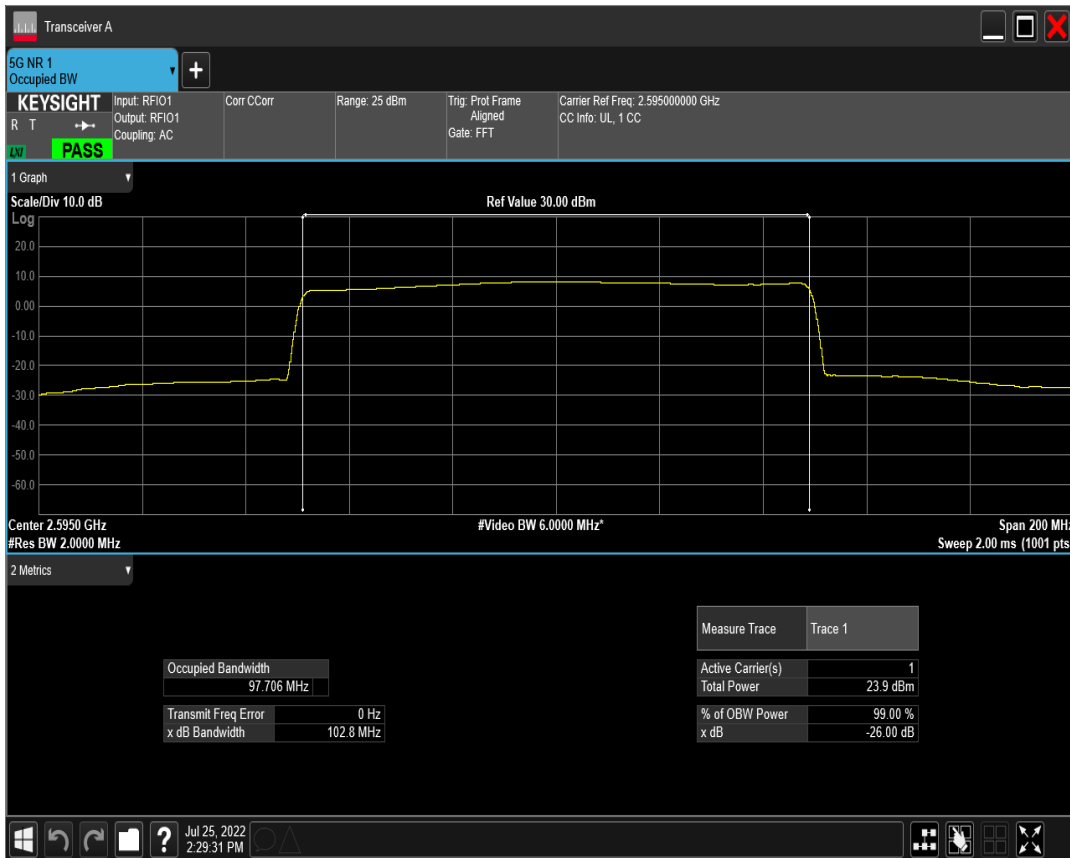 Transceiver A
5G NR 1
Occupied BW
+
KEYSIGHT
R T
LXI
PASS
Input: RFIO1
Output: RFIO1
Coupling: AC
Corr CCorr
Range: 25 dBm
Trig: Prot Frame
Aligned
Gate: FFT
Carrier Ref Freq: 2.595000000 GHz
CC Info: UL, 1 CC
1 Graph
Scale/Div 10.0 dB
Ref Value 30.00 dBm
Log
20.0
10.0
0.00
-10.0
-20.0
-30.0
-40.0
-50.0
-60.0
Center 2.5950 GHz
#Video BW 6.0000 MHz*
Span 200 MHz
#Res BW 2.0000 MHz
Sweep 2.00 ms (1001 pts
2 Metrics
Measure Trace Trace 1
Occupied Bandwidth
97.706 MHz
Active Carrier(s) 1
Total Power 23.9 dBm
Transmit Freq Error 0 Hz
x dB Bandwidth 102.8 MHz
% of OBW Power 99.00 %
x dB -26.00 dB
?
Jul 25, 2022
2:29:31 PM